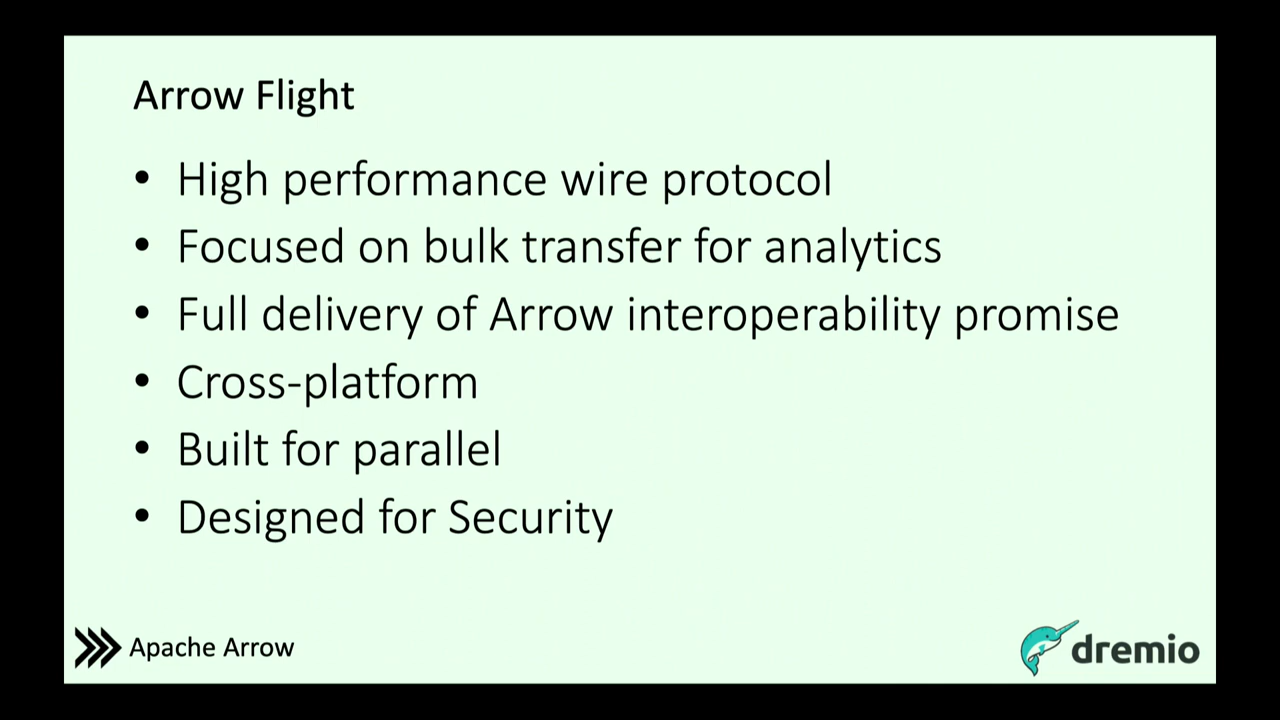 Arrow Flight
• High performance wire protocol
• Focused on bulk transfer for analytics
• Full delivery of Arrow interoperability promise
• Cross-platform
• Built for parallel
• Designed for Security
Apache Arrow
dremio